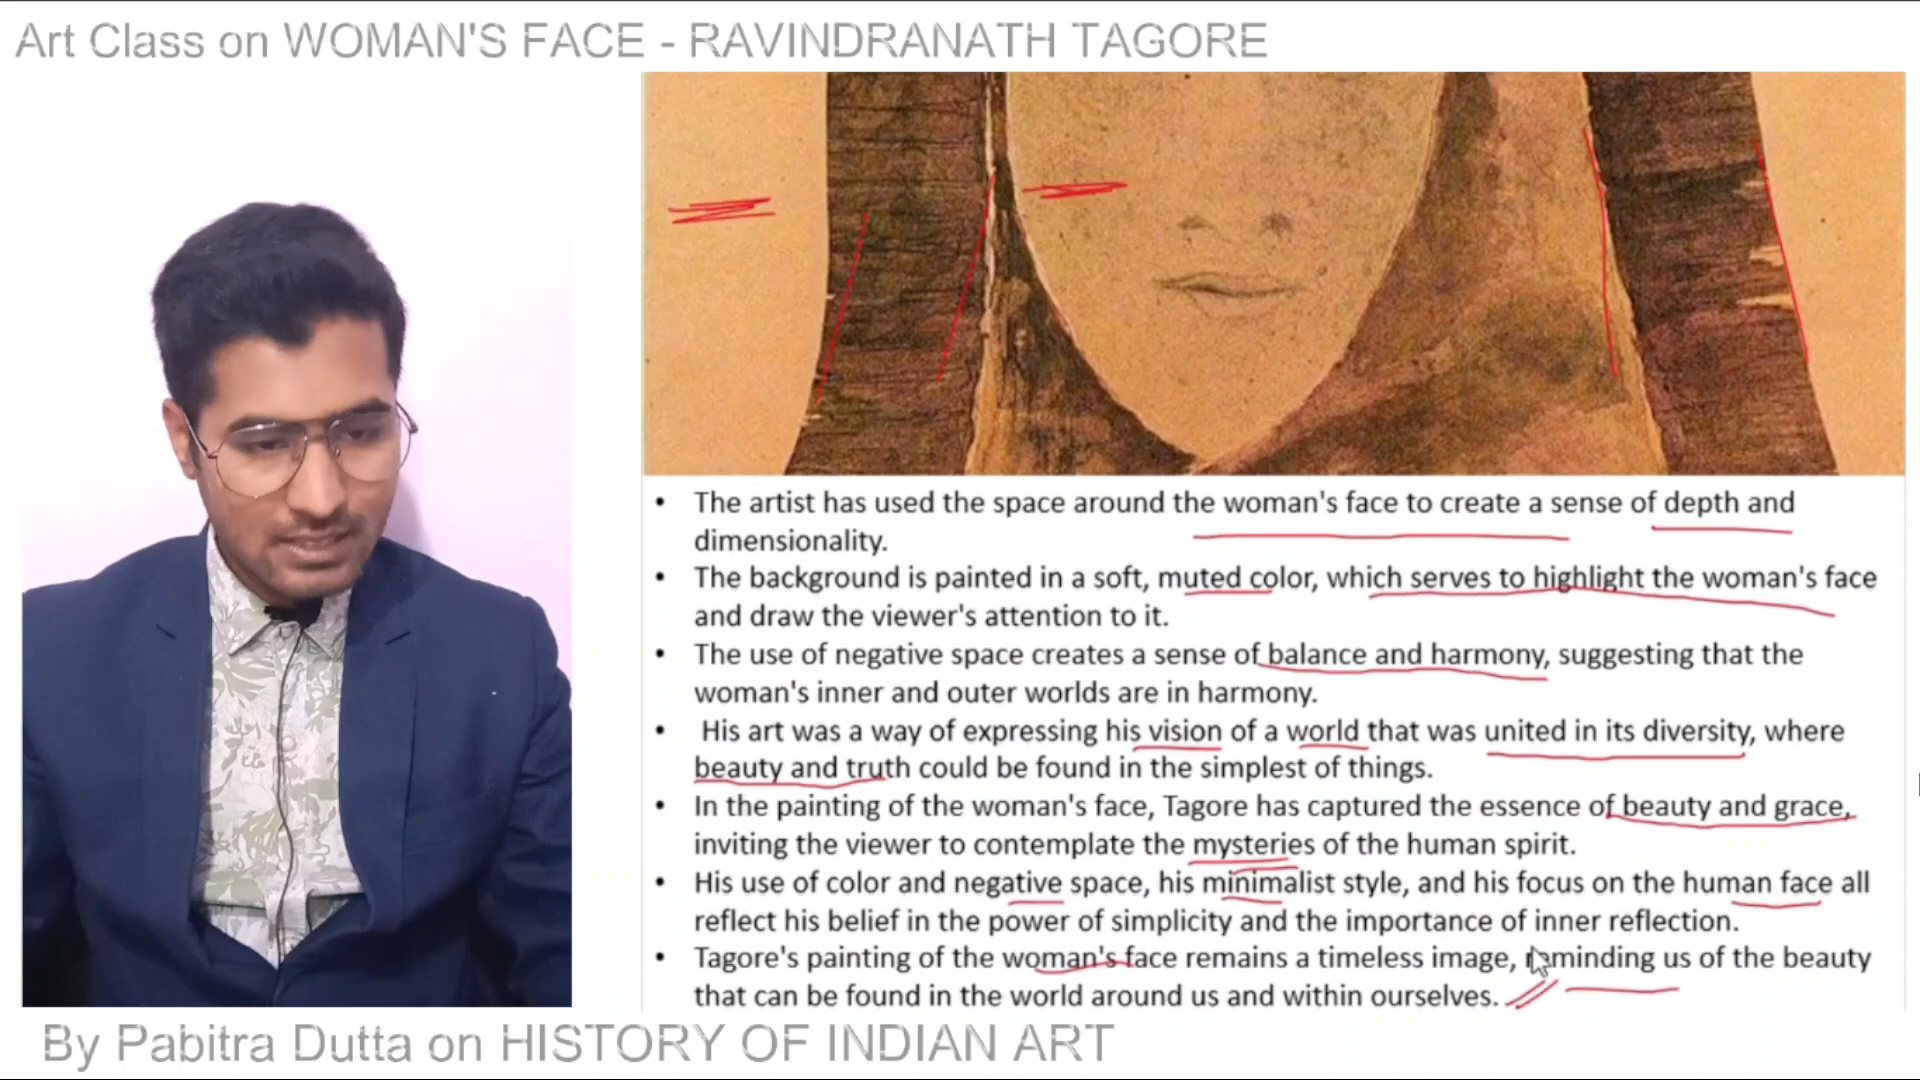 Art Class on WOMAN'S FACE - RAVINDRANATH TAGORE
• The artist has used the space around the woman's face to create a sense of depth and
dimensionality.
• The background is painted in a soft, muted color, which serves to highlight the woman's face
and draw the viewer's attention to it.
• The use of negative space creates a sense of balance and harmony, suggesting that the
woman's inner and outer worlds are in harmony.
• His art was a way of expressing his vision of a world that was united in its diversity, where
beauty and truth could be found in the simplest of things.
• In the painting of the woman's face, Tagore has captured the essence of beauty and grace,
inviting the viewer to contemplate the mysteries of the human spirit.
• His use of color and negative space, his minimalist style, and his focus on the human face all
reflect his belief in the power of simplicity and the importance of inner reflection.
• Tagore's painting of the woman's face remains a timeless image, reminding us of the beauty
that can be found in the world around us and within ourselves.
By Pabitra Dutta on HISTORY OF INDIAN ART